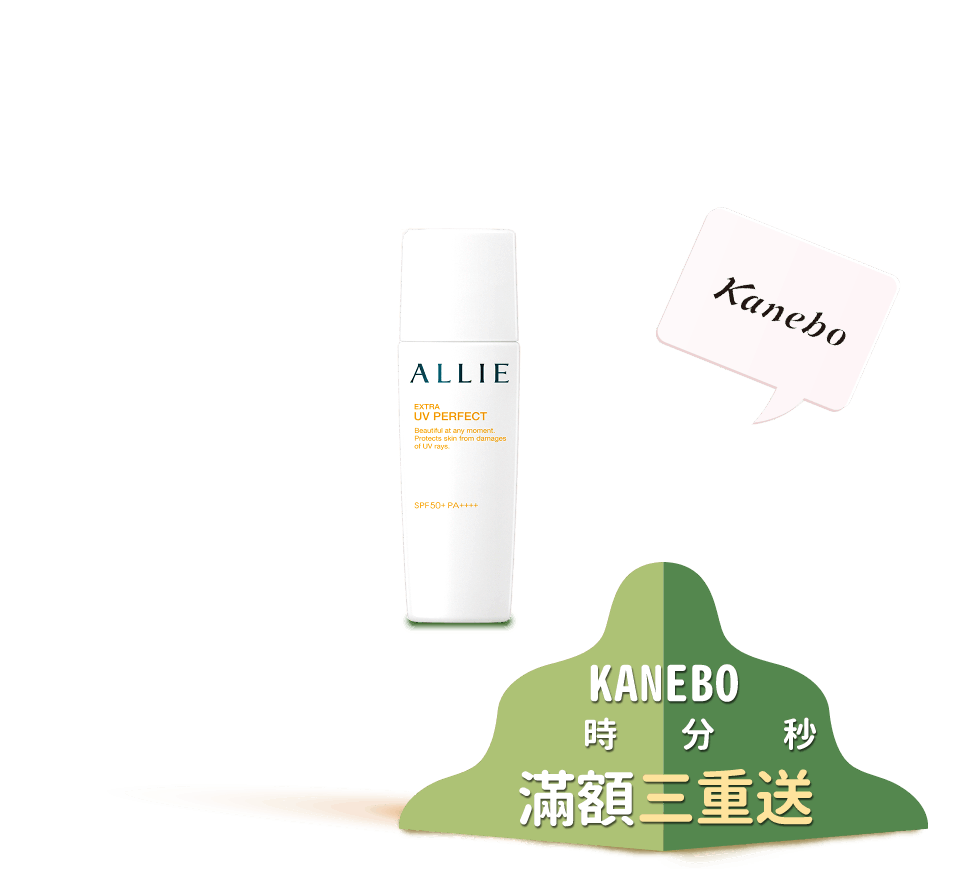 Kanebo
ALLIE
EXTRA
UV PERFECT
Beautiful at any moment.
Protects skin from damages
of UV rays.
SPF50+ PA++++
KANEBO
時 分 秒
滿額三重送